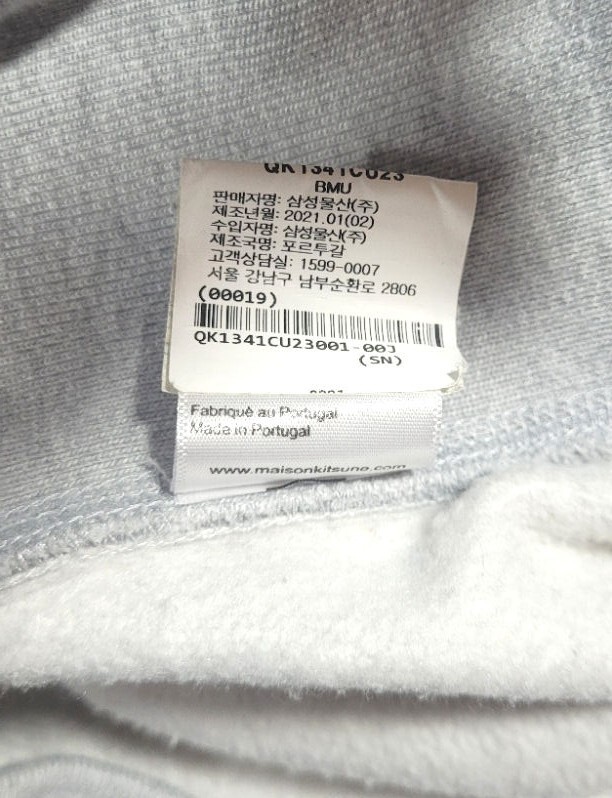 QK1341CU23
BMU
판매자명: 삼성물산(주)
제조년월: 2021.01(02)
수입자명: 삼성물산(주)
제조국명: 포르투갈
고객상담실: 1599-0007
서울 강남구 남부순환로 2806
(00019)
QK1341CU23001-00J
(SN)
Fabriqué au Portugal
Made in Portugal
www.maisonkitsune.com